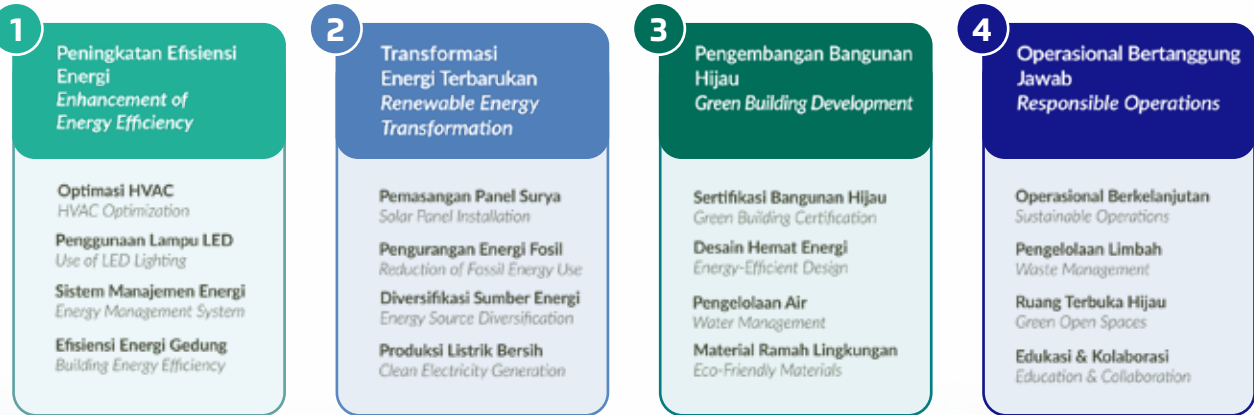 1
Peningkatan Efisiensi
Energi
Enhancement of
Energy Efficiency
Optimasi HVAC
HVAC Optimization
Penggunaan Lampu LED
Use of LED Lighting
Sistem Manajemen Energi
Energy Management System
Efisiensi Energi Gedung
Building Energy Efficiency
2
Transformasi
Energi Terbarukan
Renewable Energy
Transformation
Pemasangan Panel Surya
Solar Panel Installation
Pengurangan Energi Fosil
Reduction of Fossil Energy Use
Diversifikasi Sumber Energi
Energy Source Diversification
Produksi Listrik Bersih
Clean Electricity Generation
3
Pengembangan Bangunan
Hijau
Green Building Development
Sertifikasi Bangunan Hijau
Green Building Certification
Desain Hemat Energi
Energy-Efficient Design
Pengelolaan Air
Water Management
Material Ramah Lingkungan
Eco-Friendly Materials
4
Operasional Bertanggung
Jawab
Responsible Operations
Operasional Berkelanjutan
Sustainable Operations
Pengelolaan Limbah
Waste Management
Ruang Terbuka Hijau
Green Open Spaces
Edukasi & Kolaborasi
Education & Collaboration